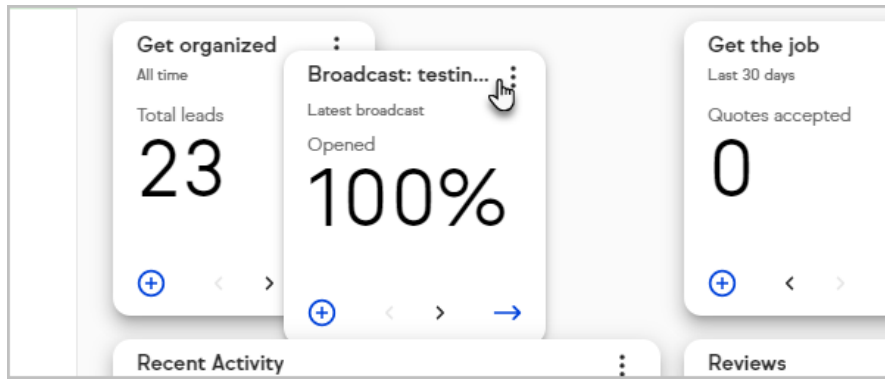 Get organized
All time
Total leads
23
Broadcast: testin...
Latest broadcast
Opened
100%
Get the job
Last 30 days
Quotes accepted
0
Recent Activity
Reviews